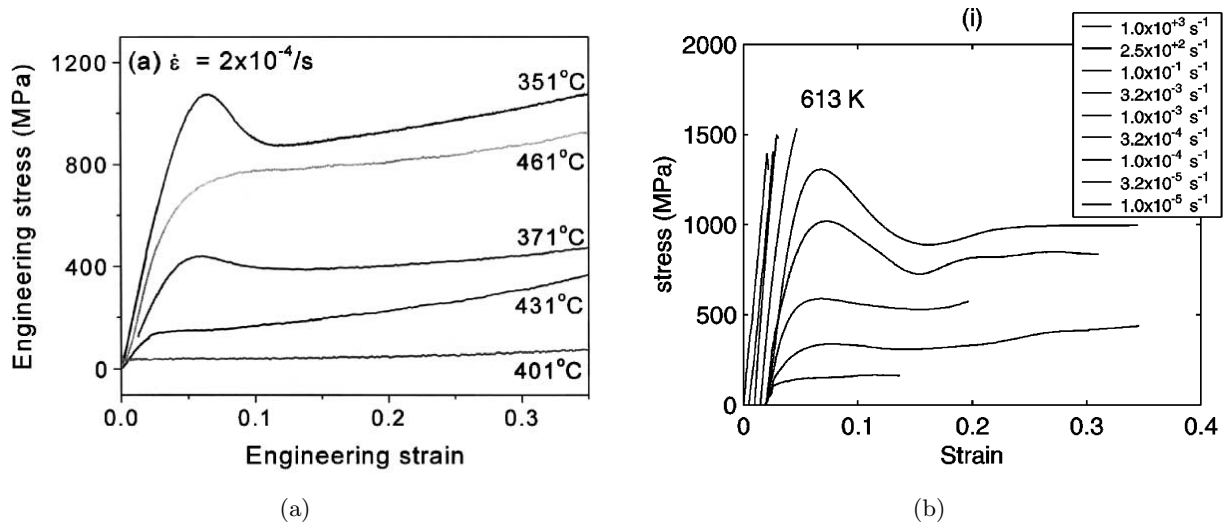 (a) ε̇ = 2x10⁻⁴/s
1200
800
400
0
Engineering stress (MPa)
351°C
461°C
371°C
431°C
401°C
0.0
0.1
0.2
0.3
Engineering strain
(a)
(i)
1.0x10⁺³ s⁻¹
2.5x10⁺² s⁻¹
1.0x10⁻¹ s⁻¹
3.2x10⁻³ s⁻¹
1.0x10⁻³ s⁻¹
3.2x10⁻⁴ s⁻¹
1.0x10⁻⁴ s⁻¹
3.2x10⁻⁵ s⁻¹
1.0x10⁻⁵ s⁻¹
613 K
2000
1500
1000
500
0
stress (MPa)
0
0.1
0.2
0.3
0.4
Strain
(b)